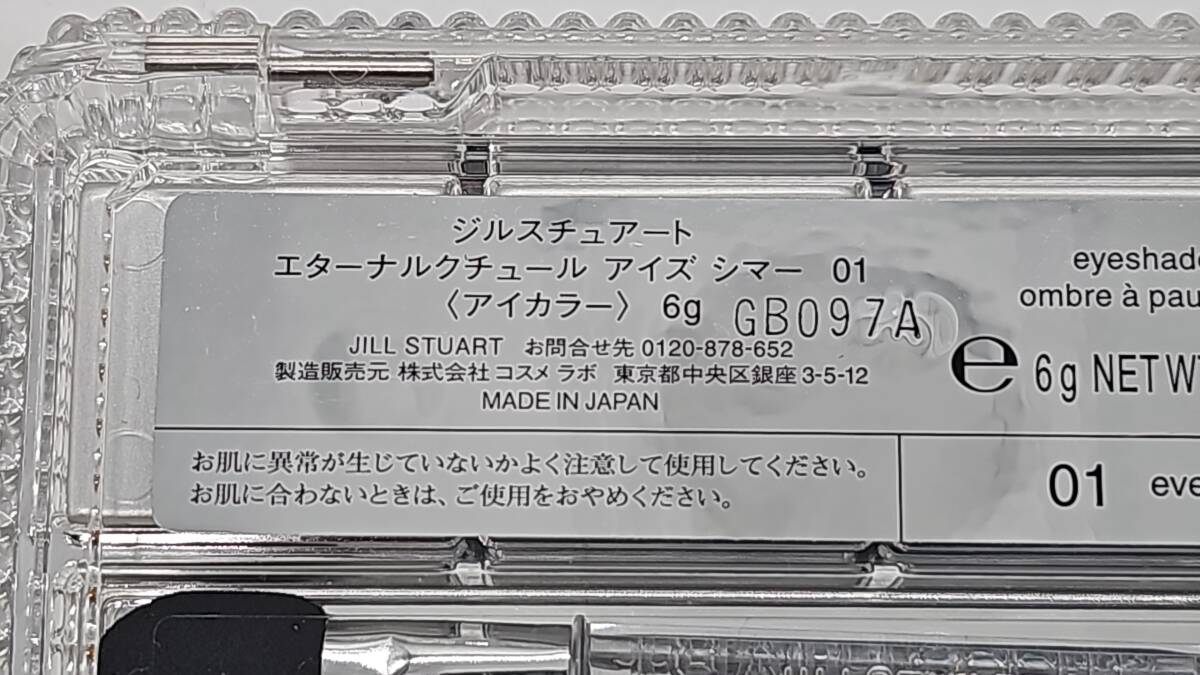 ジルスチュアート
エターナルクチュール アイズ シマー 01
〈アイカラー〉 6g GB097A
JILL STUART お問合せ先 0120-878-652
製造販売元 株式会社コスメラボ 東京都中央区銀座3-5-12
MADE IN JAPAN
お肌に異常が生じていないかよく注意して使用してください。
お肌に合わないときは、ご使用をおやめください。
ombre à
e 6g NET
01